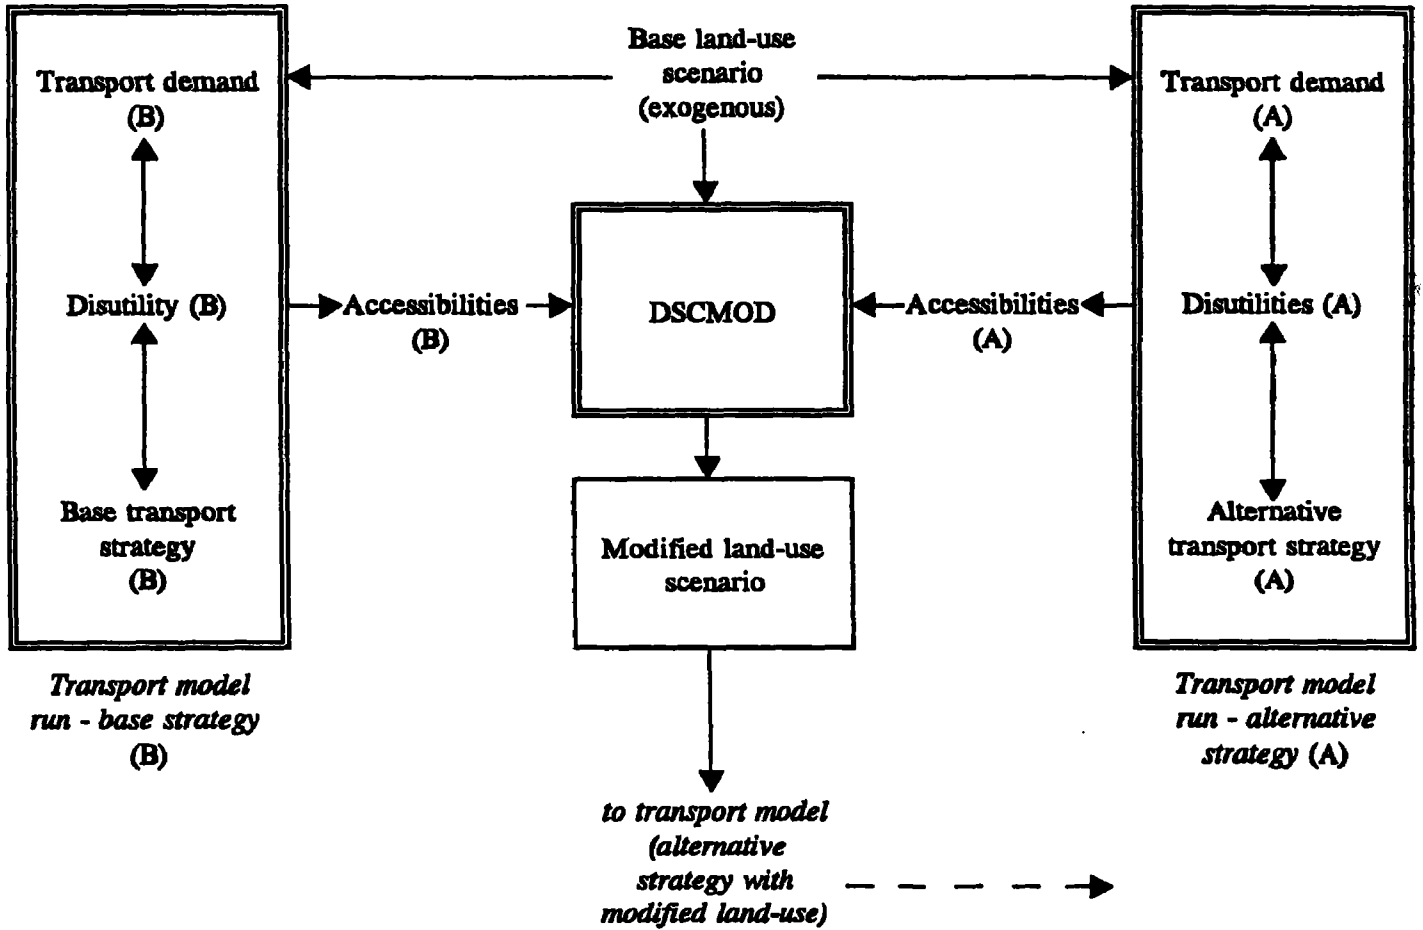 Base land-use
scenario
(exogenous)
Transport demand
(B)
Disutility (B)
Base transport
strategy
(B)
Transport model
run - base strategy
(B)
Accessibilities
(B)
DSCMOD
Accessibilities
(A)
Transport demand
(A)
Disutilities (A)
Alternative
transport strategy
(A)
Transport model
run - alternative
strategy (A)
Modified land-use
scenario
to transport model
(alternative
strategy with
modified land-use)